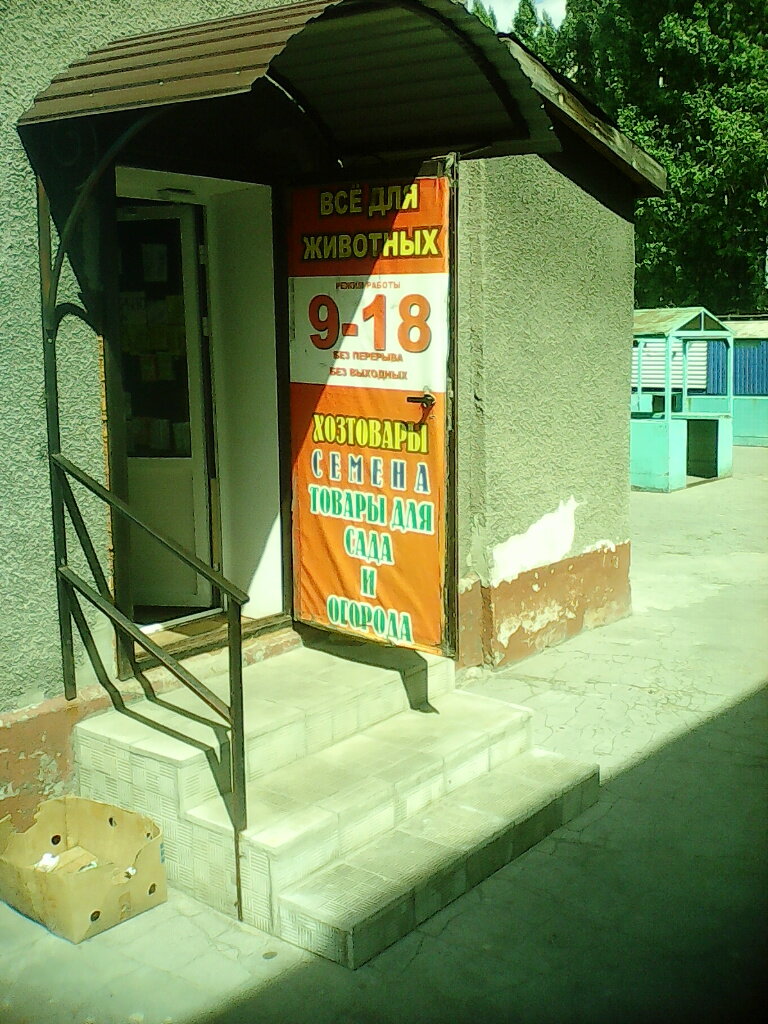 ВСЁ ДЛЯ
ЖИВОТНЫХ
РЕЖИМ РАБОТЫ
9-18
БЕЗ ПЕРЕРЫВА
БЕЗ ВЫХОДНЫХ
ХОЗТОВАРЫ
СЕМЕНА
ТОВАРЫ ДЛЯ
САДА
И
ОГОРОДА